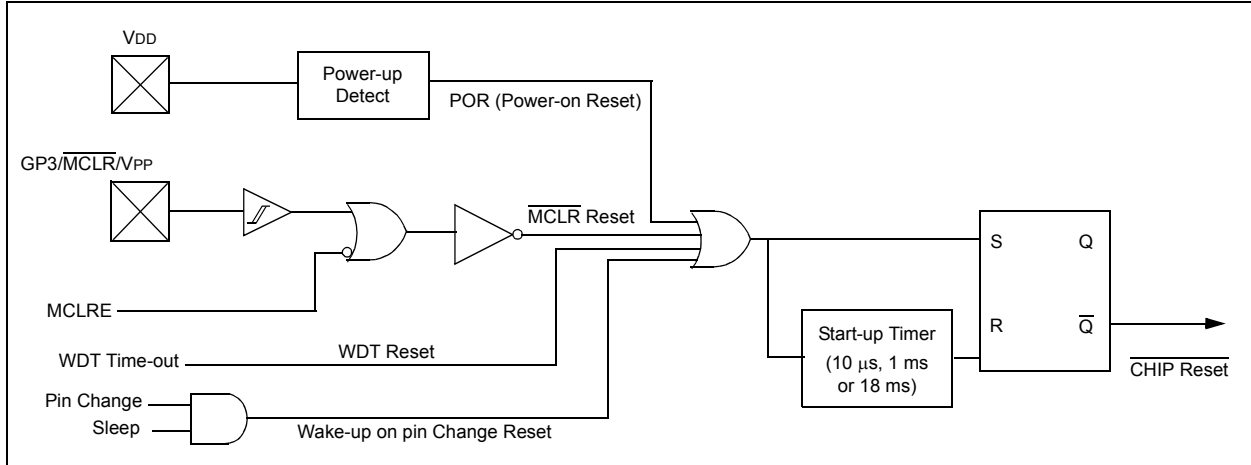 VDD
Power-up
Detect
POR (Power-on Reset)
GP3/MCLR/VPP
MCLR Reset
MCLRE
WDT Time-out
WDT Reset
Pin Change
Sleep
Wake-up on pin Change Reset
Start-up Timer
(10 μs, 1 ms
or 18 ms)
S
Q
R
Q
CHIP Reset